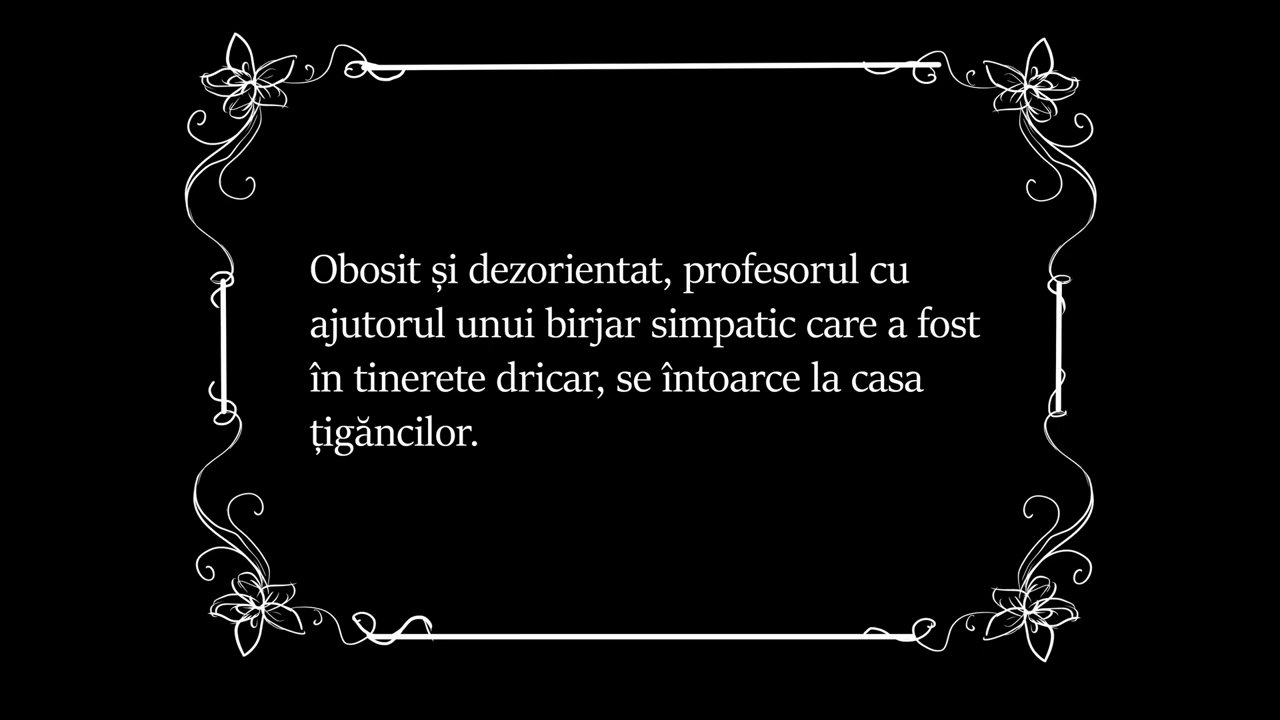 Obosit și dezorientat, profesorul cu
ajutorul unui birjar simpatic care a fost
în tinerete dricar, se întoarce la casa
țigăncilor.